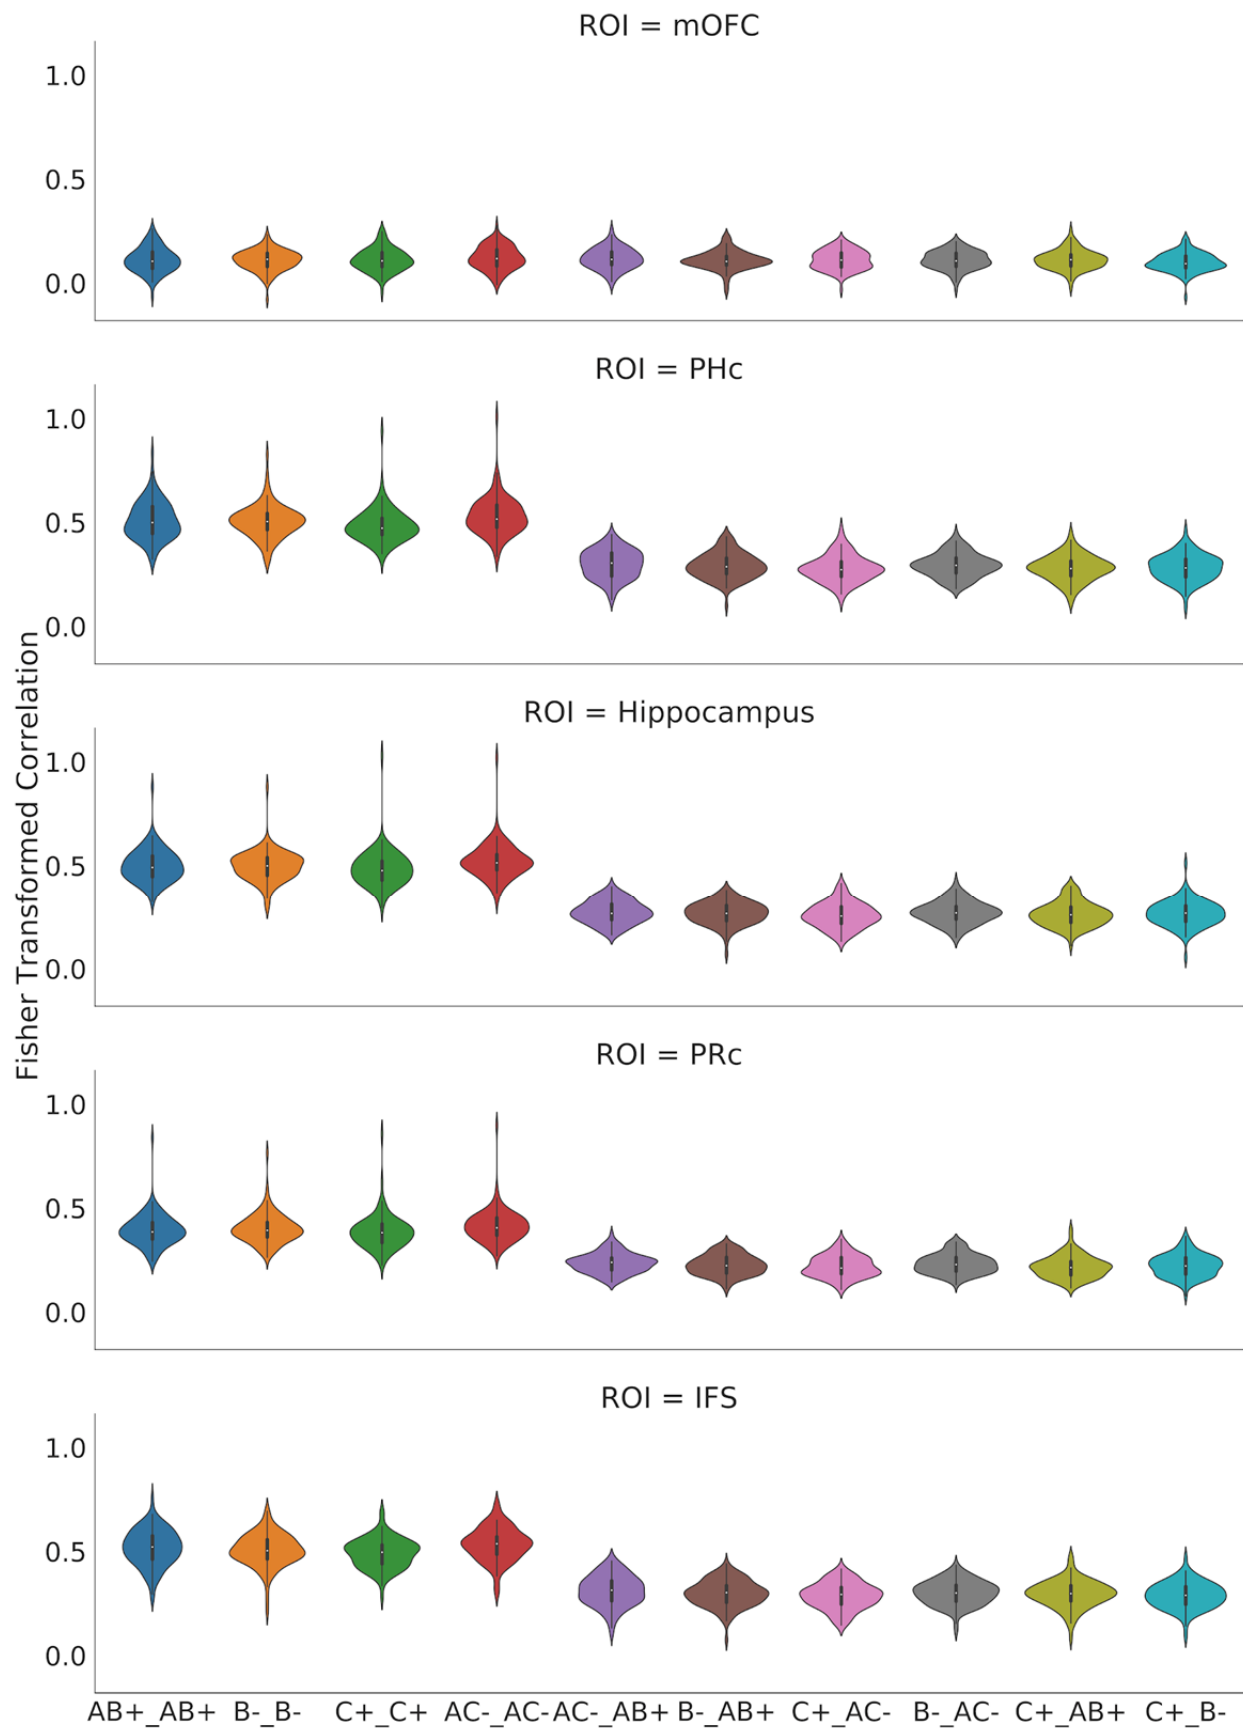 ROI = mOFC
1.0
0.5
0.0
ROI = PHc
1.0
0.5
0.0
Fisher Transformed Correlation
ROI = Hippocampus
1.0
0.5
0.0
ROI = PRc
1.0
0.5
0.0
ROI = IFS
1.0
0.5
0.0
AB+_AB+ B-_B- C+_C+ AC-_AC- AC-_AB+ B-_AB+ C+_AC- B-_AC- C+_AB+ C+_B-